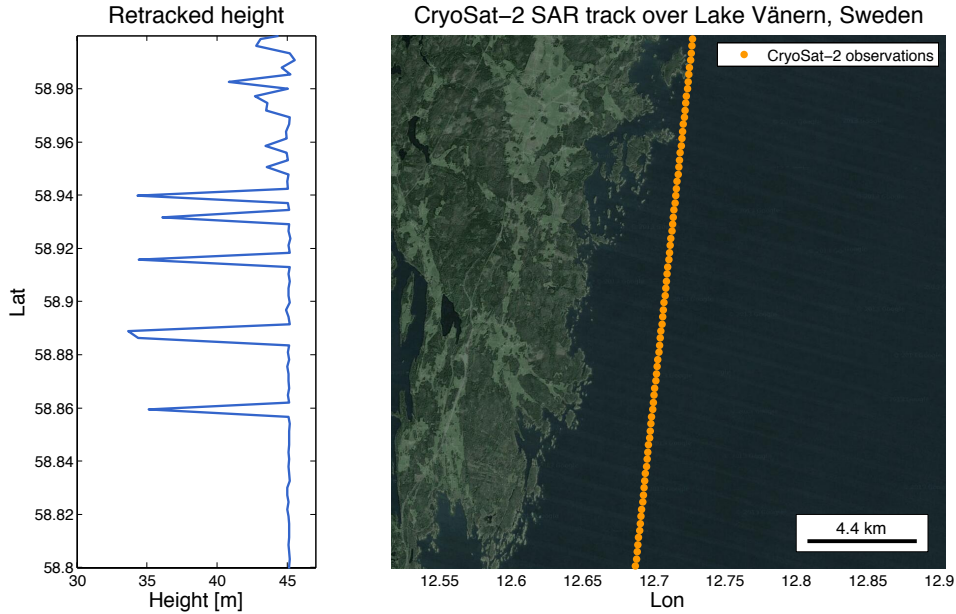 Retracked height
CryoSat-2 SAR track over Lake Vänern, Sweden
CryoSat-2 observations
58.98
58.96
58.94
58.92
58.9
58.88
58.86
58.84
58.82
58.8
Lat
30 35 40 45
Height [m]
4.4 km
12.55 12.6 12.65 12.7 12.75 12.8 12.85 12.9
Lon